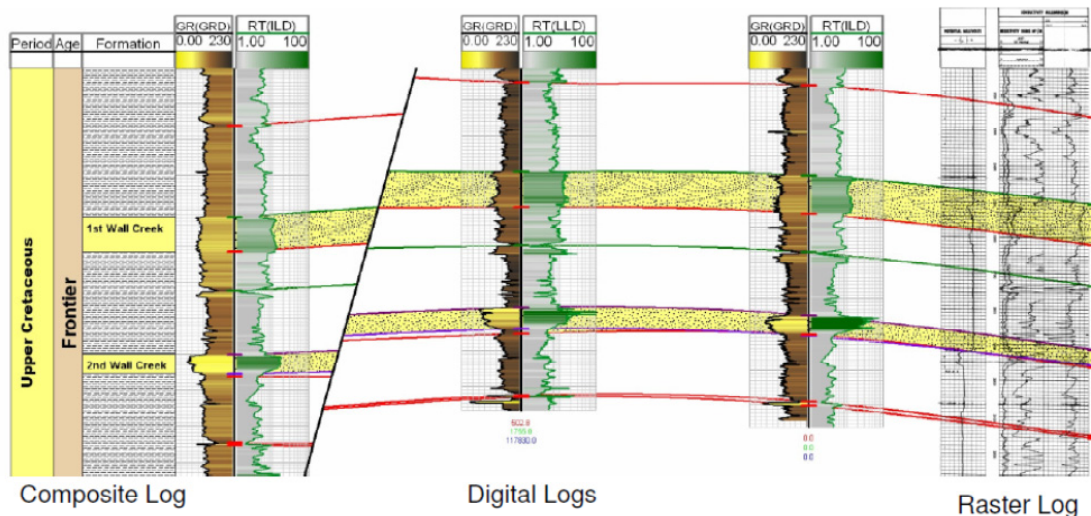 GR(GRD) RT(ILD)
0.00 230 1.00 100
Period Age Formation
Upper Cretaceous
Frontier
1st Wall Creek
2nd Wall Creek
GR(GRD) RT(LLD)
0.00 230 1.00 100
GR(GRD) RT(ILD)
0.00 230 1.00 100
0.0
0.0
0.0
Composite Log
Digital Logs
Raster Log